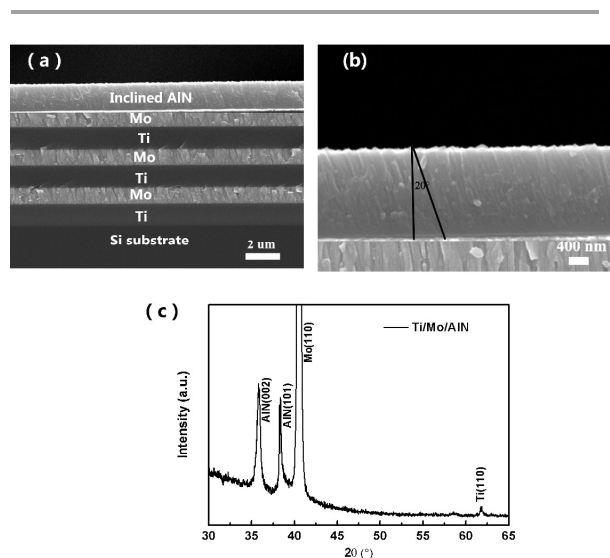 ( a )
Inclined AlN
Mo
Ti
Mo
Ti
Mo
Ti
Si substrate
2 um
(b)
20°
400 nm
( c )
Ti/Mo/AlN
AlN(002)
AlN(101)
Mo(110)
Ti(110)
Intensity (a.u.)
30 35 40 45 50 55 60 65
2θ (°)